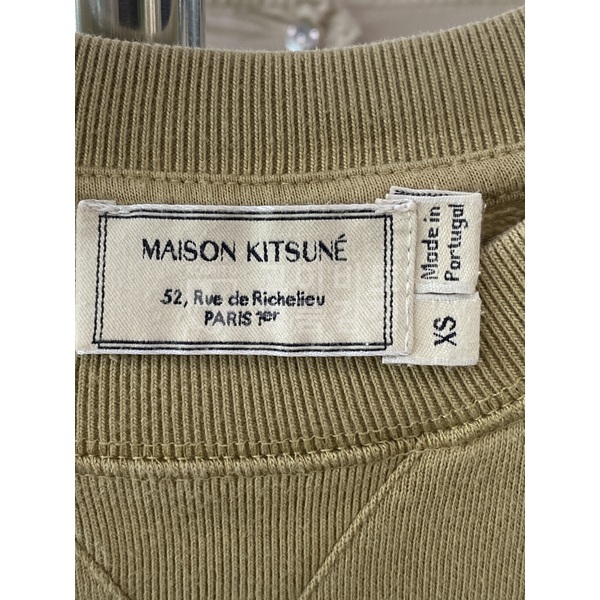 MAISON KITSUNÉ
52, Rue de Richelieu
PARIS 1er
Made in
Portugal
XS